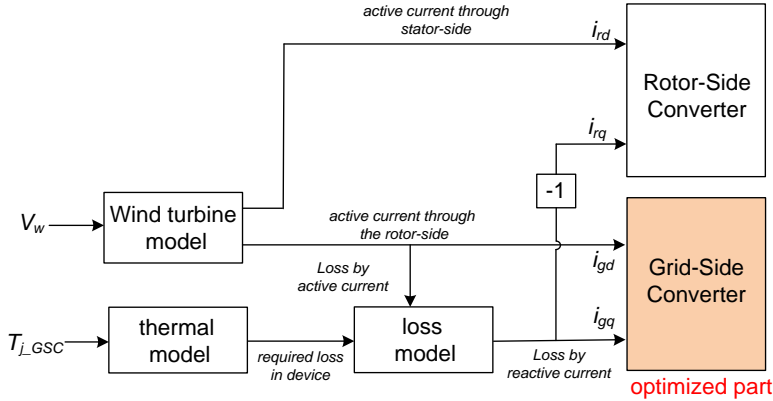 active current through
stator-side
i_rd
Rotor-Side
Converter
i_rq
-1
V_w
Wind turbine
model
active current through
the rotor-side
i_gd
Grid-Side
Converter
Loss by
active current
T_j_GSC
thermal
model
required loss
in device
loss
model
i_gq
Loss by
reactive current
optimized part